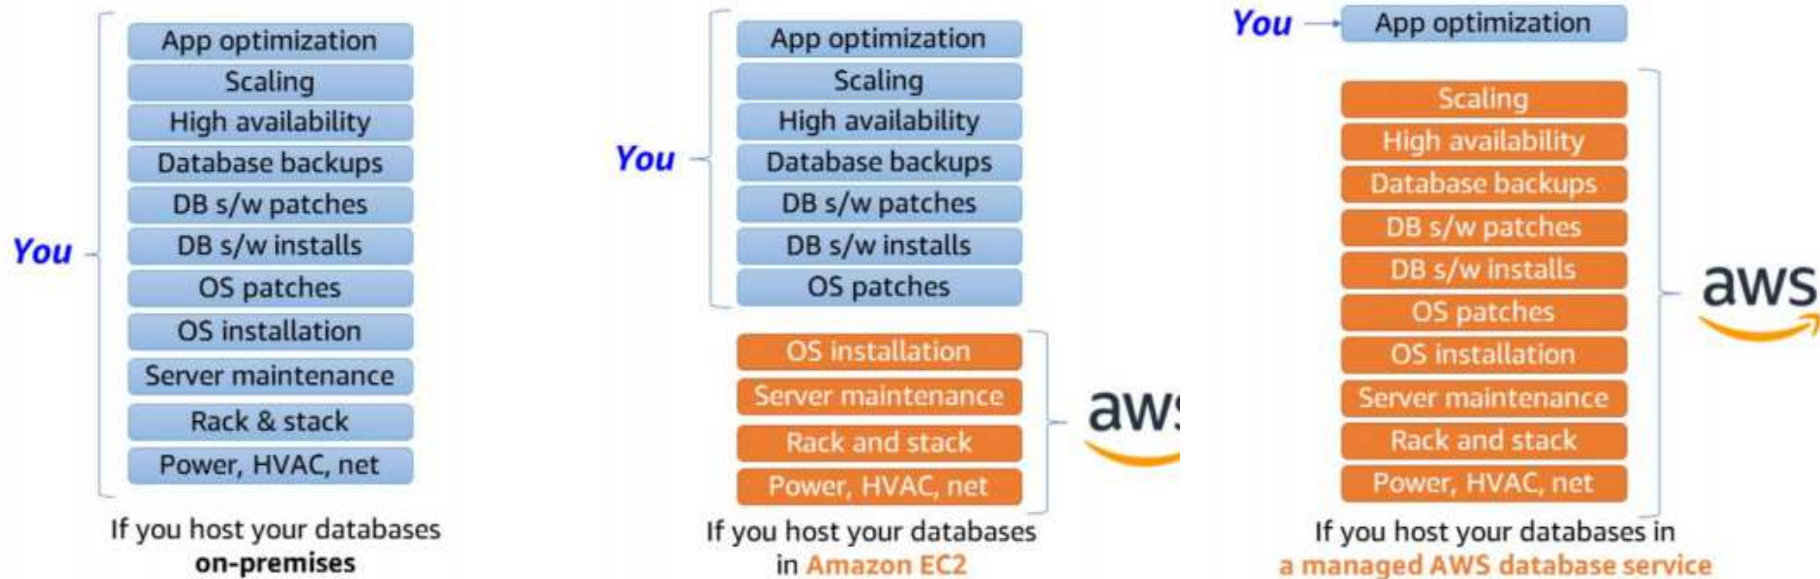 You
App optimization
Scaling
High availability
Database backups
DB s/w patches
DB s/w installs
OS patches
OS installation
Server maintenance
Rack & stack
Power, HVAC, net
If you host your databases
on-premises
You
App optimization
Scaling
High availability
Database backups
DB s/w patches
DB s/w installs
OS patches
OS installation
Server maintenance
Rack and stack
Power, HVAC, net
aws
If you host your databases
in Amazon EC2
You
App optimization
Scaling
High availability
Database backups
DB s/w patches
DB s/w installs
OS patches
OS installation
Server maintenance
Rack and stack
Power, HVAC, net
aws
If you host your databases in
a managed AWS database service